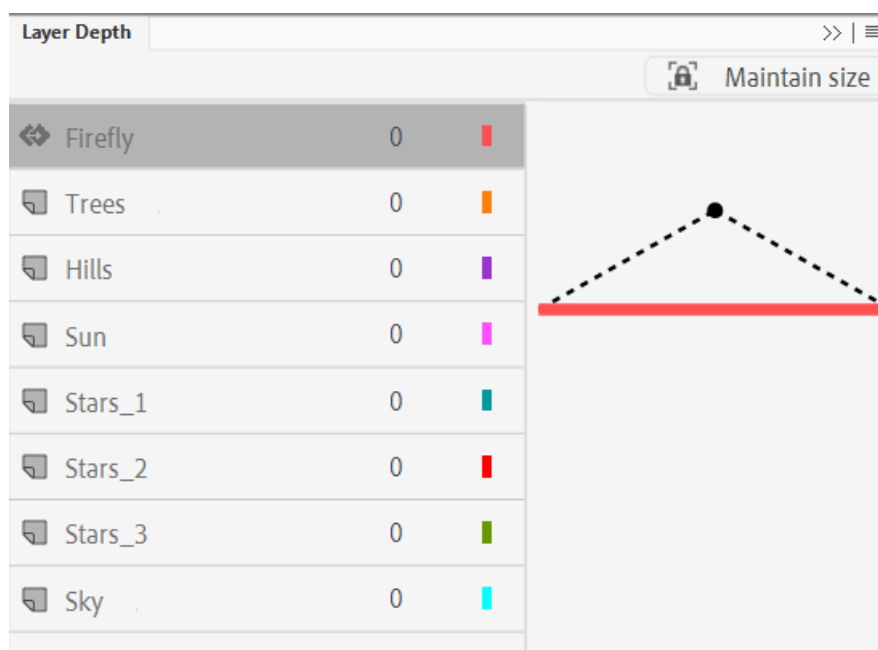 Layer Depth
Maintain size
Firefly 0
Trees 0
Hills 0
Sun 0
Stars_1 0
Stars_2 0
Stars_3 0
Sky 0